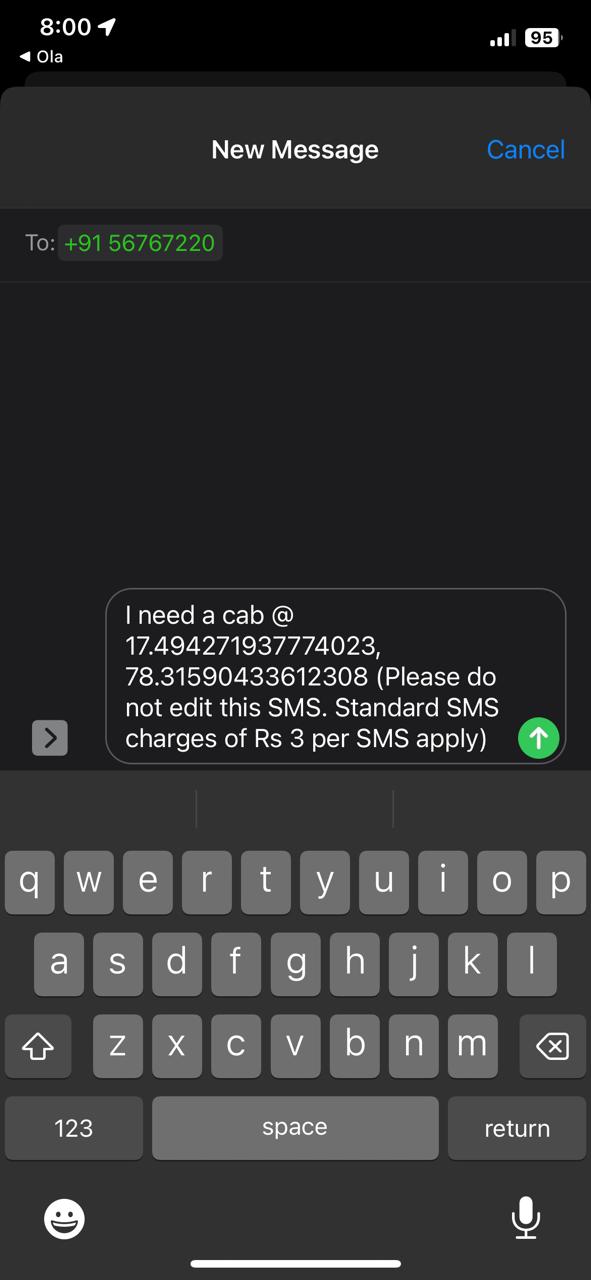 8:00
95
◀ Ola
New Message
Cancel
To: +91 56767220
I need a cab @
17.494271937774023,
78.31590433612308 (Please do
not edit this SMS. Standard SMS
charges of Rs 3 per SMS apply)
q w e r t y u i o p
a s d f g h j k l
z x c v b n m
123 space return